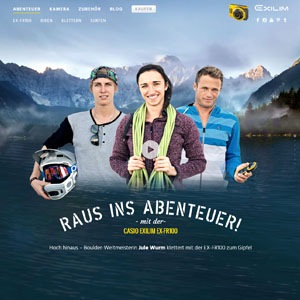 ABENTEUER KAMERA ZUBEHÖR BLOG KAUFEN
EXILIM
EX-FR100 BIKEN KLETTERN SURFEN
RAUS INS ABENTEUER!
- mit der -
CASIO EXILIM EX-FR100
Hoch hinaus – Boulder-Weltmeisterin Jule Wurm klettert mit der EX-FR100 zum Gipfel